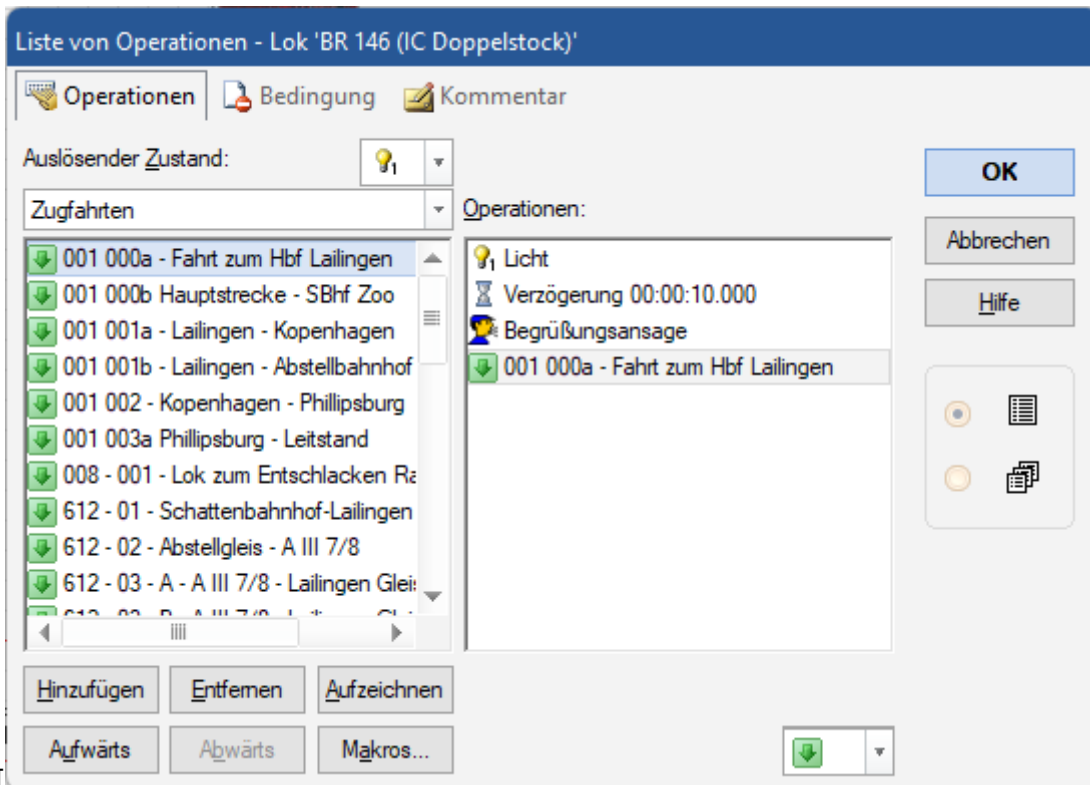 Liste von Operationen - Lok 'BR 146 (IC Doppelstock)'
Operationen
Bedingung
Kommentar
Auslösender Zustand:
1
Zugfahrten
001 000a - Fahrt zum Hbf Lailingen
001 000b Hauptstrecke - SBhf Zoo
001 001a - Lailingen - Kopenhagen
001 001b - Lailingen - Abstellbahnhof
001 002 - Kopenhagen - Phillipsburg
001 003a Phillipsburg - Leitstand
008 - 001 - Lok zum Entschlacken Ra
612 - 01 - Schattenbahnhof-Lailingen
612 - 02 - Abstellgleis - A III 7/8
612 - 03 - A - A III 7/8 - Lailingen Gleis
Operationen:
1 Licht
Verzögerung 00:00:10.000
Begrüßungsansage
001 000a - Fahrt zum Hbf Lailingen
OK
Abbrechen
Hilfe
Hinzufügen
Entfernen
Aufzeichnen
Aufwärts
Abwärts
Makros...